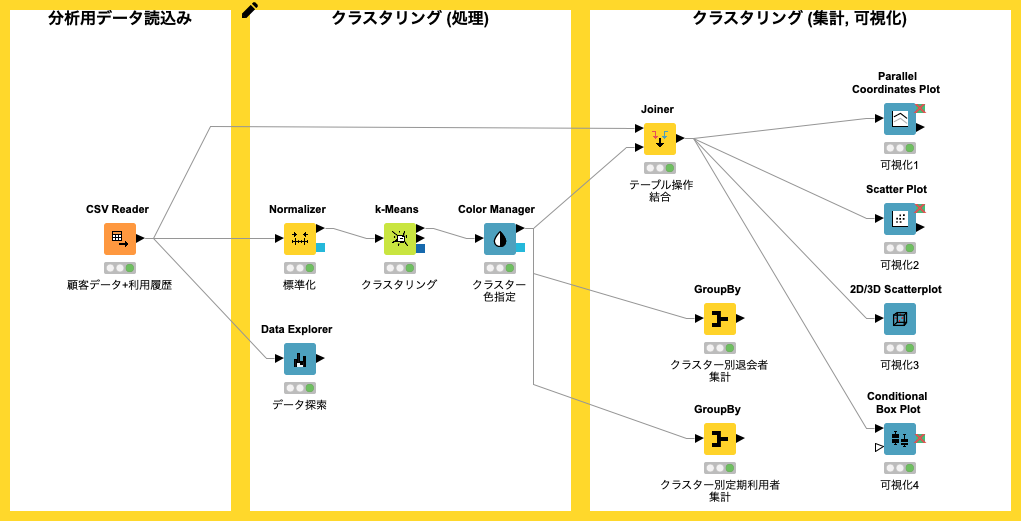 分析用データ読込み
クラスタリング (処理)
クラスタリング (集計, 可視化)
CSV Reader
顧客データ+利用履歴
Normalizer
標準化
k-Means
クラスタリング
Color Manager
クラスター
色指定
Data Explorer
データ探索
Joiner
テーブル操作
結合
GroupBy
クラスター別退会者
集計
GroupBy
クラスター別定期利用者
集計
Parallel
Coordinates Plot
可視化1
Scatter Plot
可視化2
2D/3D Scatterplot
可視化3
Conditional
Box Plot
可視化4